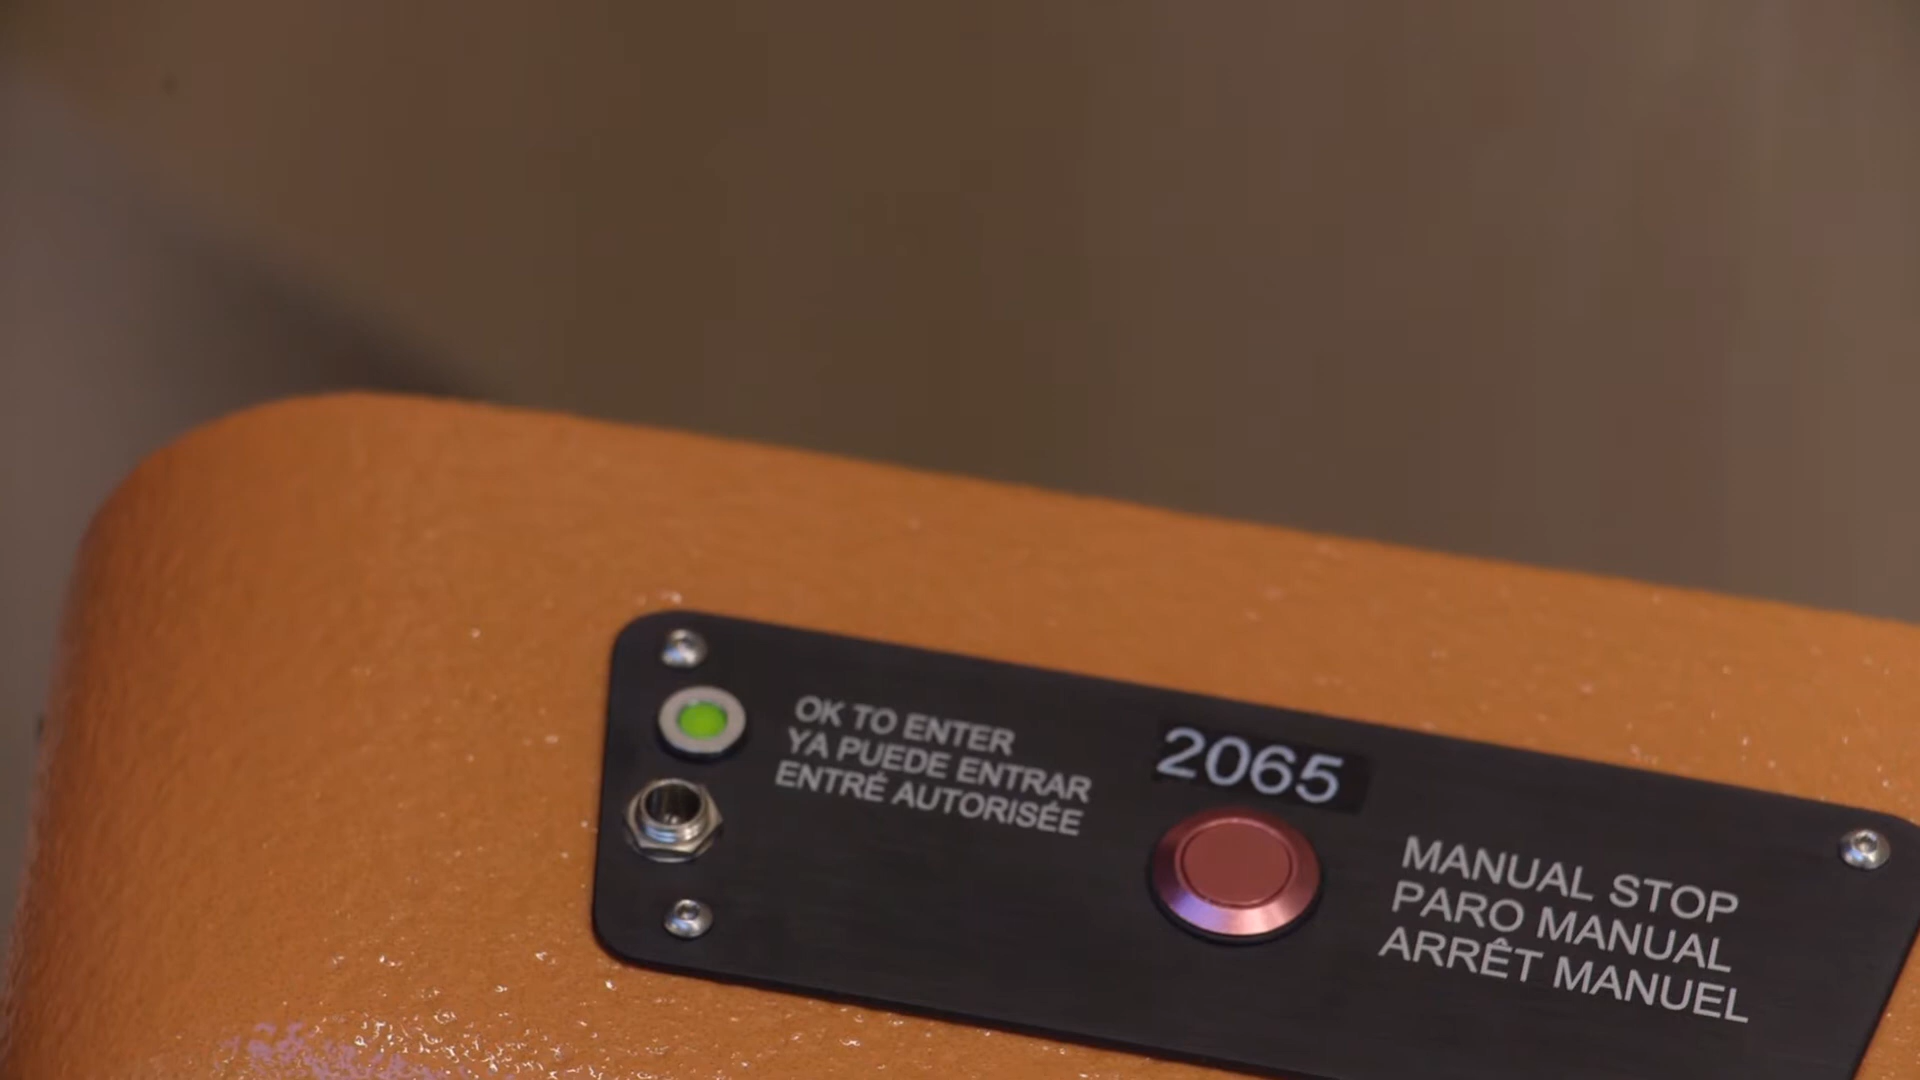 OK TO ENTER
YA PUEDE ENTRAR
ENTRÉ AUTORISÉE
2065
MANUAL STOP
PARO MANUAL
ARRÊT MANUEL